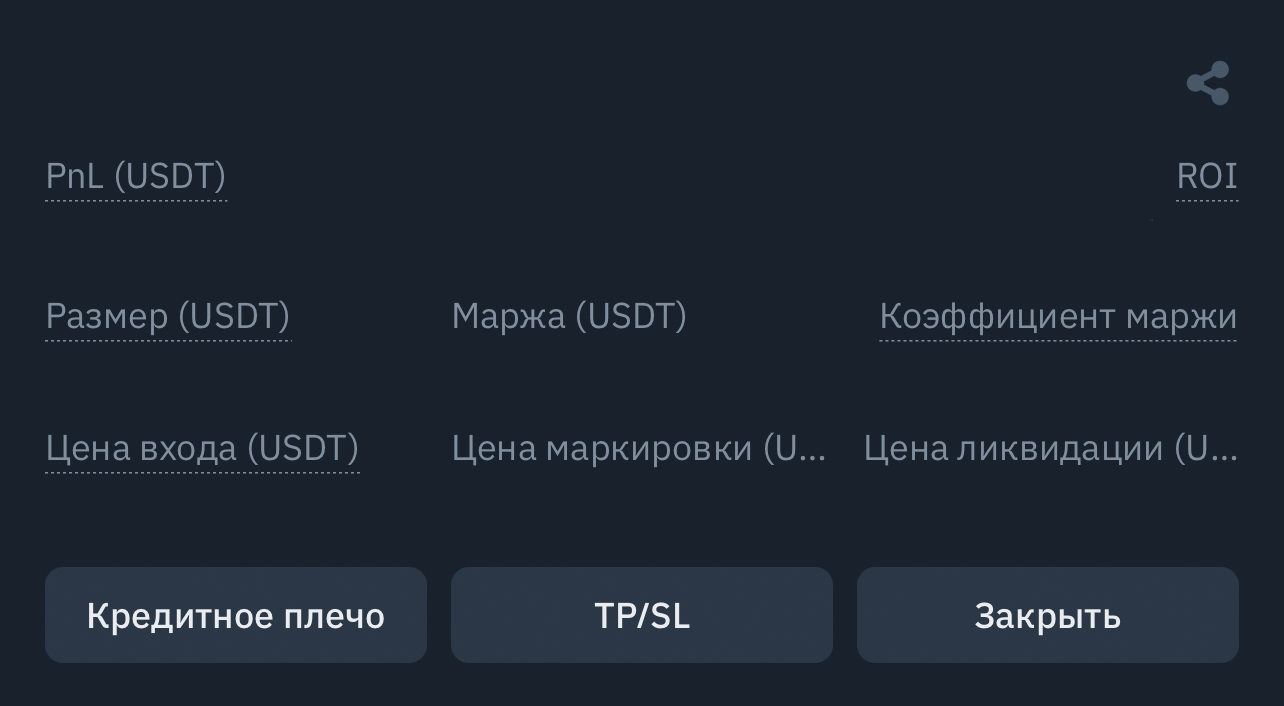 PnL (USDT) ROI
Размер (USDT) Маржа (USDT) Коэффициент маржи
Цена входа (USDT) Цена маркировки (U... Цена ликвидации (U...
Кредитное плечо TP/SL Закрыть